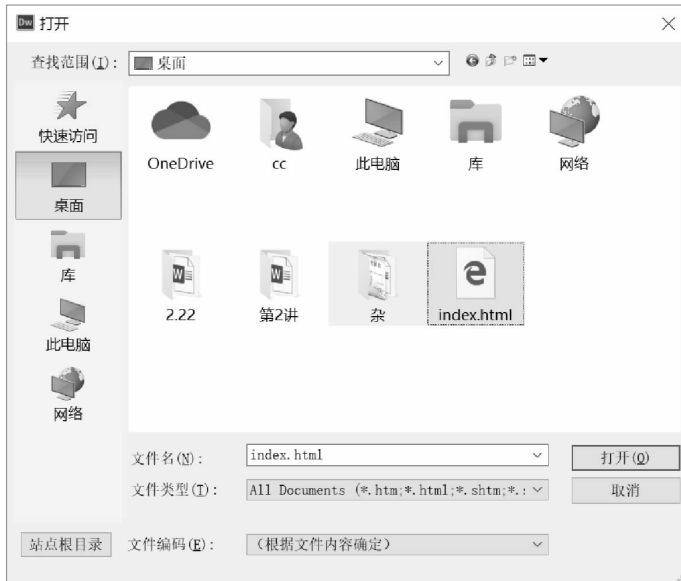 Dw 打开
查找范围(I): 桌面
快速访问
桌面
库
此电脑
网络
OneDrive cc 此电脑 库 网络
2.22 第2讲 杂 index.html
文件名(N): index.html 打开(O)
文件类型(T): All Documents (*.htm;*.html;*.shtm;*.: 取消
站点根目录 文件编码(E): (根据文件内容确定)